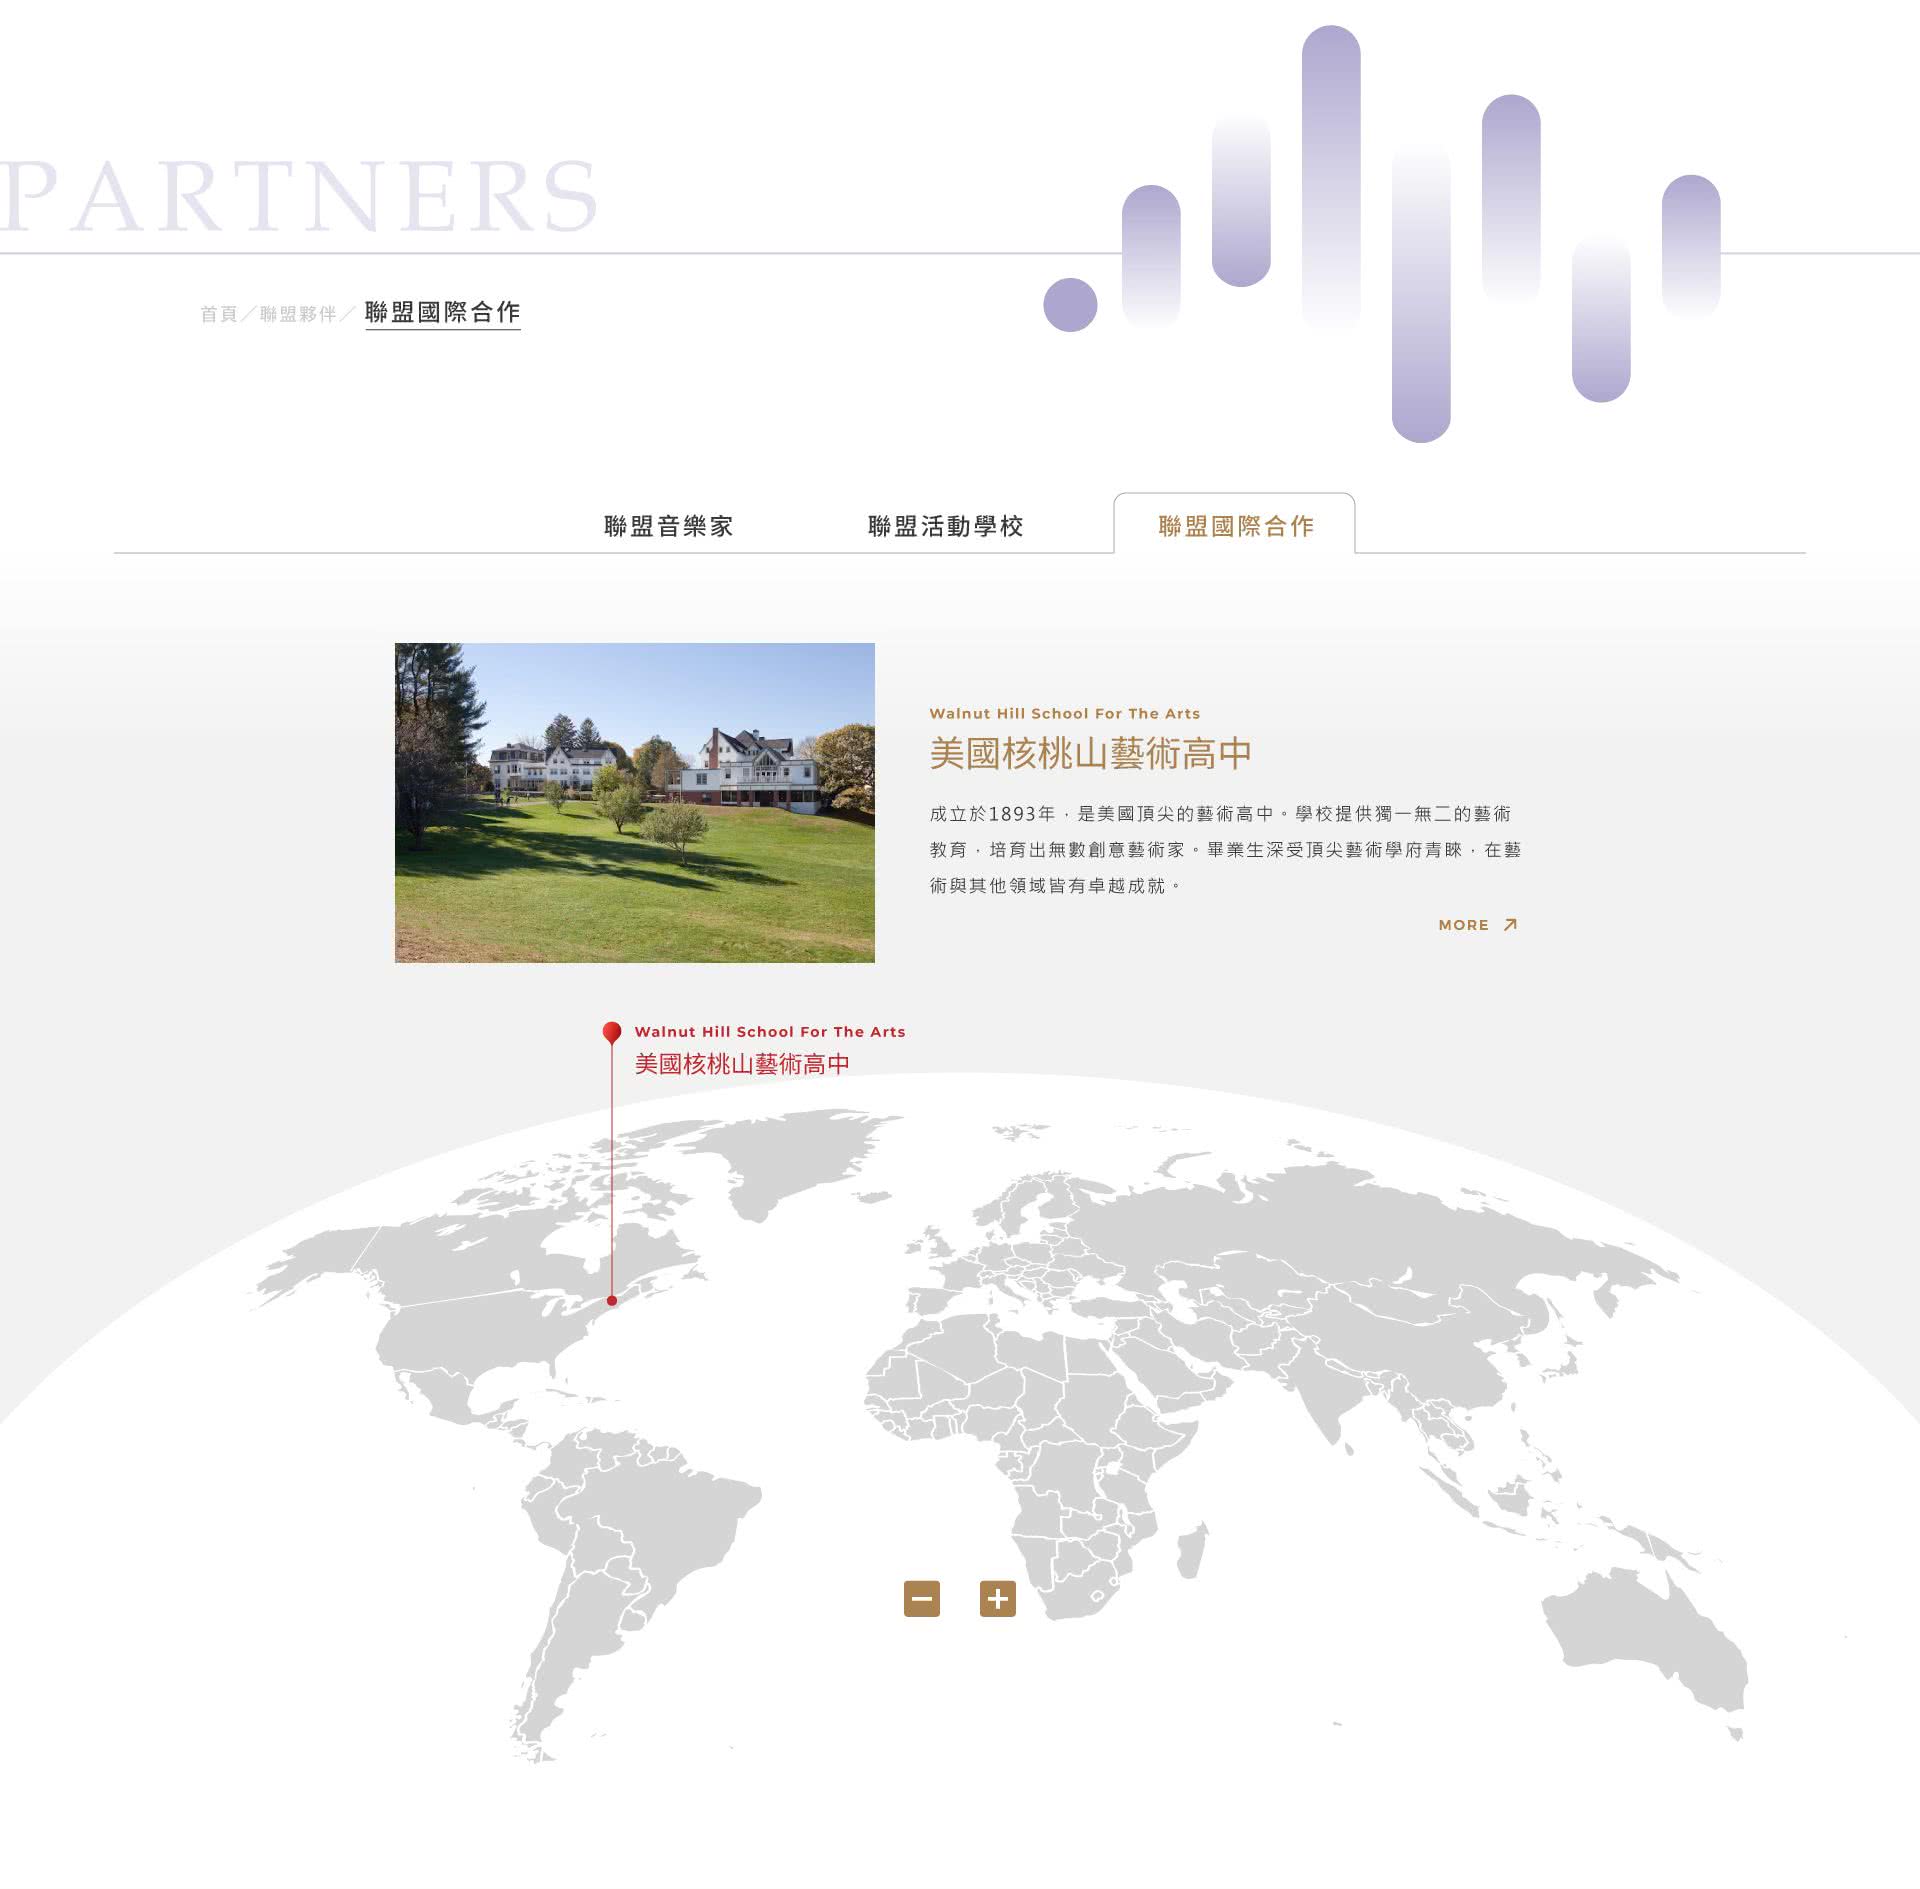 PARTNERS
首頁／聯盟夥伴／ 聯盟國際合作
聯盟音樂家
聯盟活動學校
聯盟國際合作
Walnut Hill School For The Arts
美國核桃山藝術高中
成立於1893年，是美國頂尖的藝術高中。學校提供獨一無二的藝術
教育，培育出無數創意藝術家。畢業生深受頂尖藝術學府青睞，在藝
術與其他領域皆有卓越成就。
MORE
Walnut Hill School For The Arts
美國核桃山藝術高中